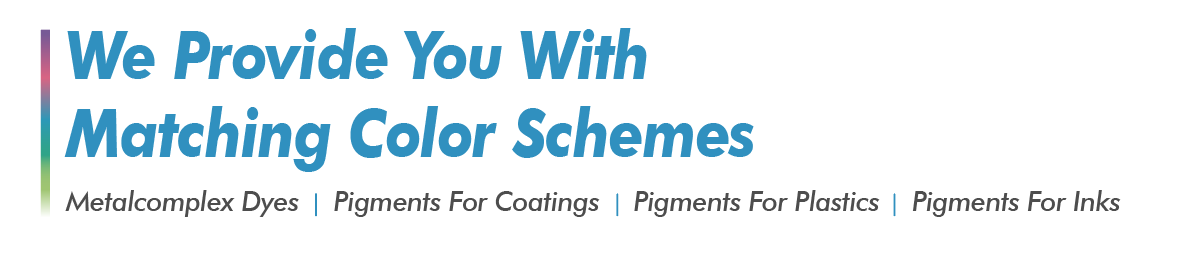 We Provide You With
Matching Color Schemes
Metalcomplex Dyes | Pigments For Coatings | Pigments For Plastics | Pigments For Inks